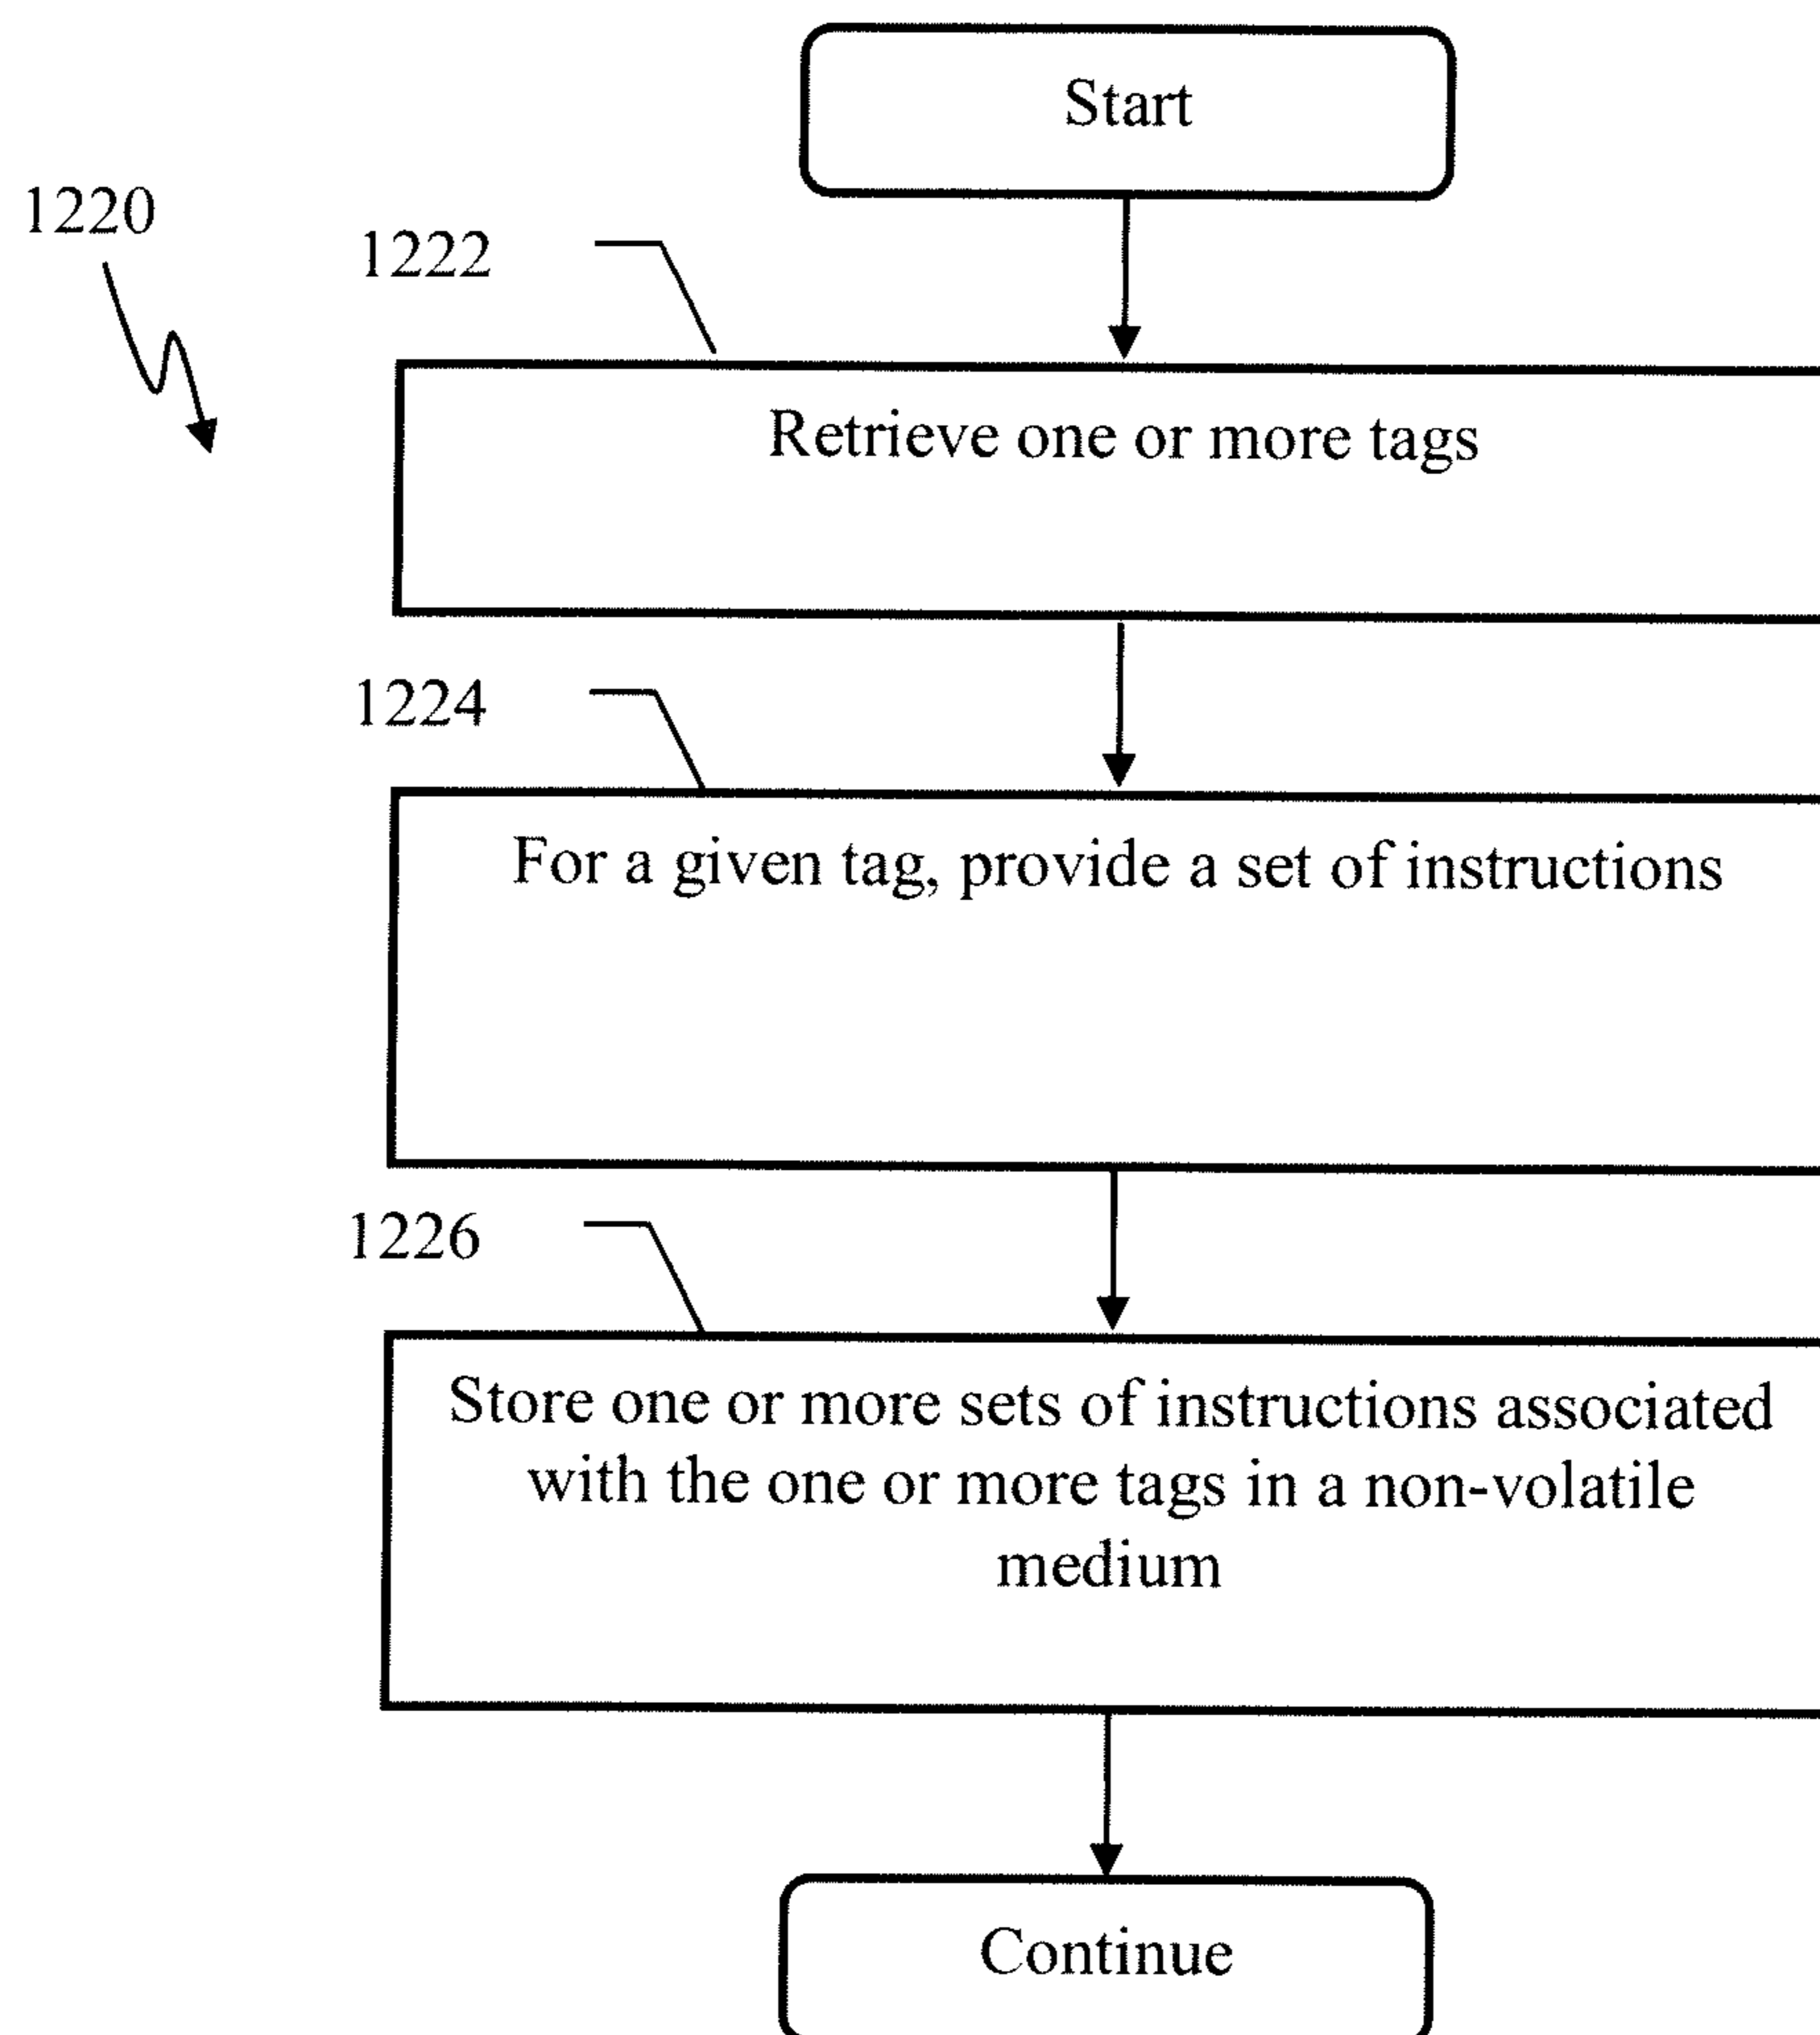 Start
1220
1222
Retrieve one or more tags
1224
For a given tag, provide a set of instructions
1226
Store one or more sets of instructions associated
with the one or more tags in a non-volatile
medium
Continue